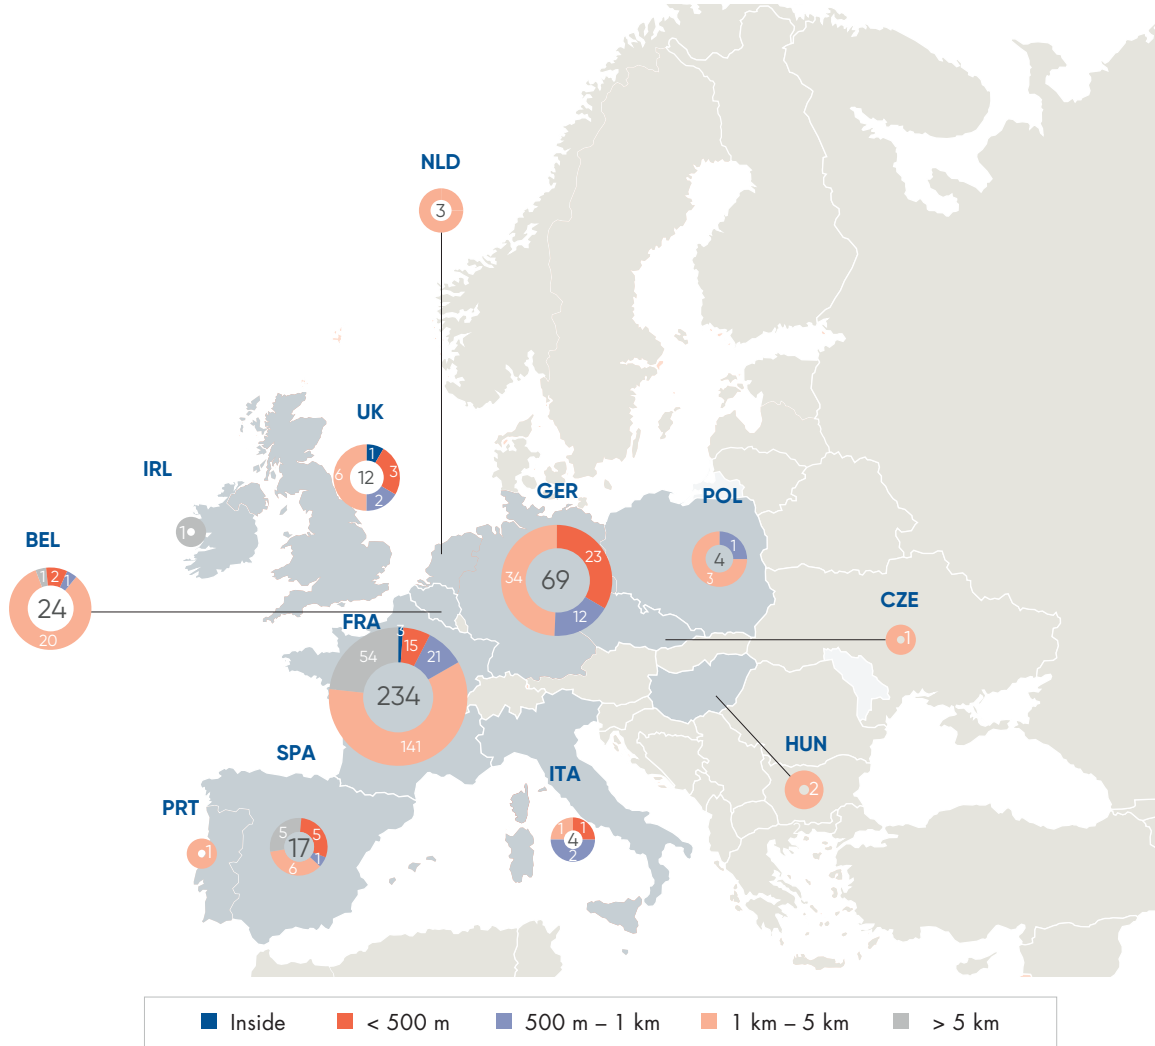 NLD
3
UK
1
6
3
12
2
IRL
1
GER
23
34
69
12
POL
1
4
3
BEL
1
2
1
24
20
CZE
1
FRA
3
15
54
21
234
141
HUN
2
SPA
5
5
17
1
6
ITA
1
1
4
2
PRT
1
Inside
< 500 m
500 m – 1 km
1 km – 5 km
> 5 km